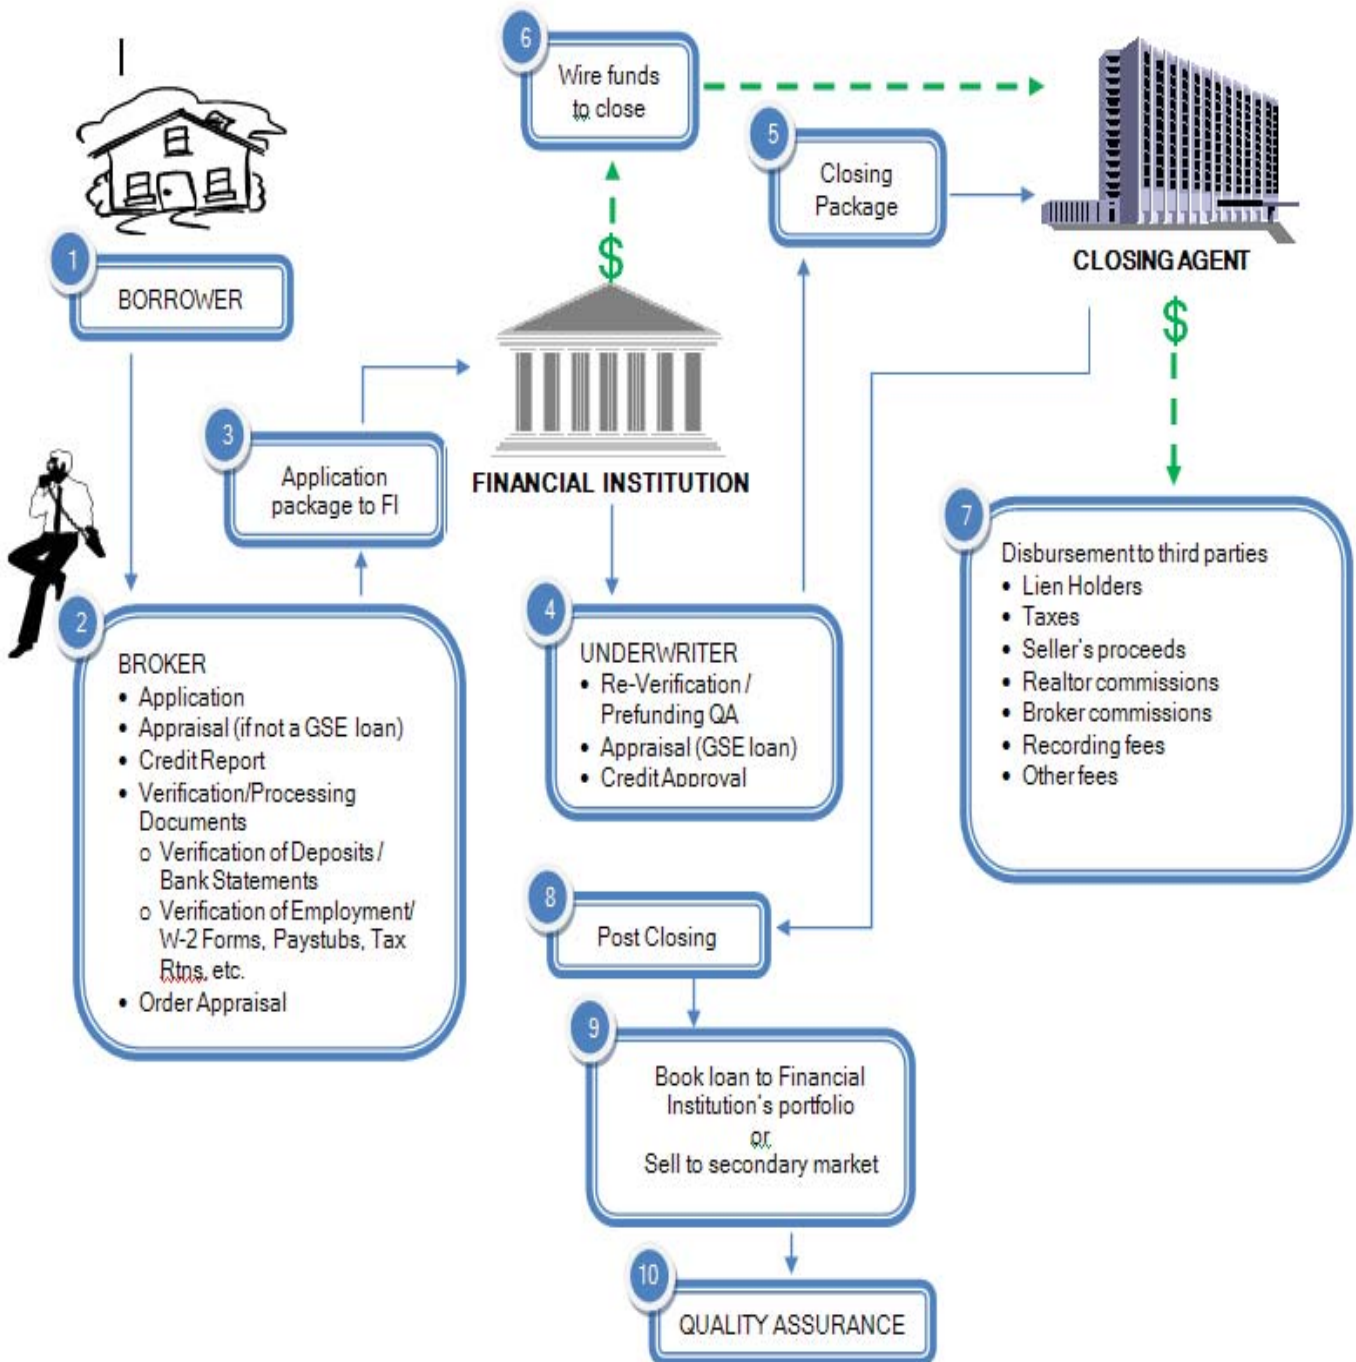 1
BORROWER
2
BROKER
• Application
• Appraisal (if not a GSE loan)
• Credit Report
• Verification/Processing
Documents
o Verification of Deposits /
Bank Statements
o Verification of Employment/
W-2 Forms, Paystubs, Tax
Rtns, etc.
• Order Appraisal
3
Application
package to FI
$
FINANCIAL INSTITUTION
4
UNDERWRITER
• Re-Verification /
Prefunding QA
• Appraisal (GSE loan)
• Credit Approval
5
Closing
Package
6
Wire funds
to close
CLOSING AGENT
$
7
Disbursement to third parties
• Lien Holders
• Taxes
• Seller's proceeds
• Realtor commissions
• Broker commissions
• Recording fees
• Other fees
8
Post Closing
9
Book loan to Financial
Institution's portfolio
or
Sell to secondary market
10
QUALITY ASSURANCE